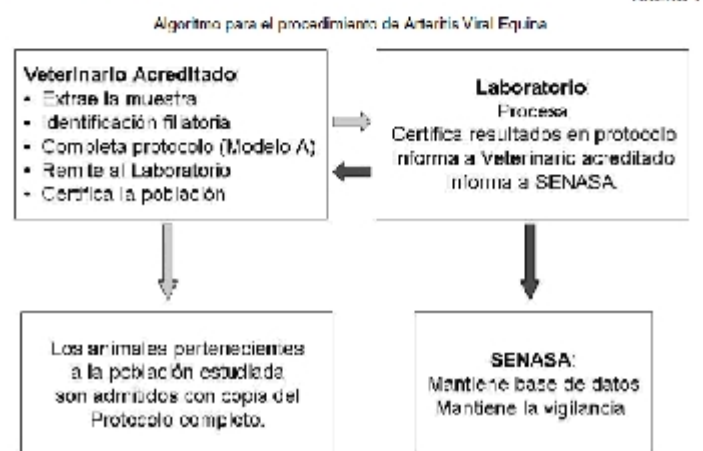 Algoritmo para el procedimiento de Arteritis Viral Equina
Veterinario Acreditado:
• Extrae la muestra
• Identificación filiatoria
• Completa protocolo (Modelo A)
• Remite al Laboratorio
• Certifica la población
Laboratorio:
Procesa
Certifica resultados en protocolo
Informa a Veterinario acreditado
Informa a SENASA.
Los animales pertenecientes
a la población estudiada
son admitidos con copia del
Protocolo completo.
SENASA:
Mantiene base de datos
Mantiene la vigilancia